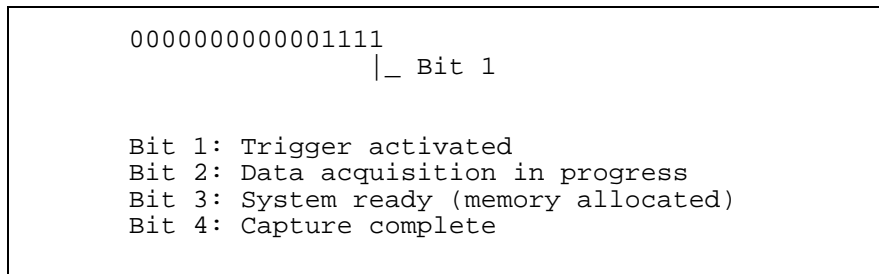 0000000000001111
|_ Bit 1
Bit 1: Trigger activated
Bit 2: Data acquisition in progress
Bit 3: System ready (memory allocated)
Bit 4: Capture complete